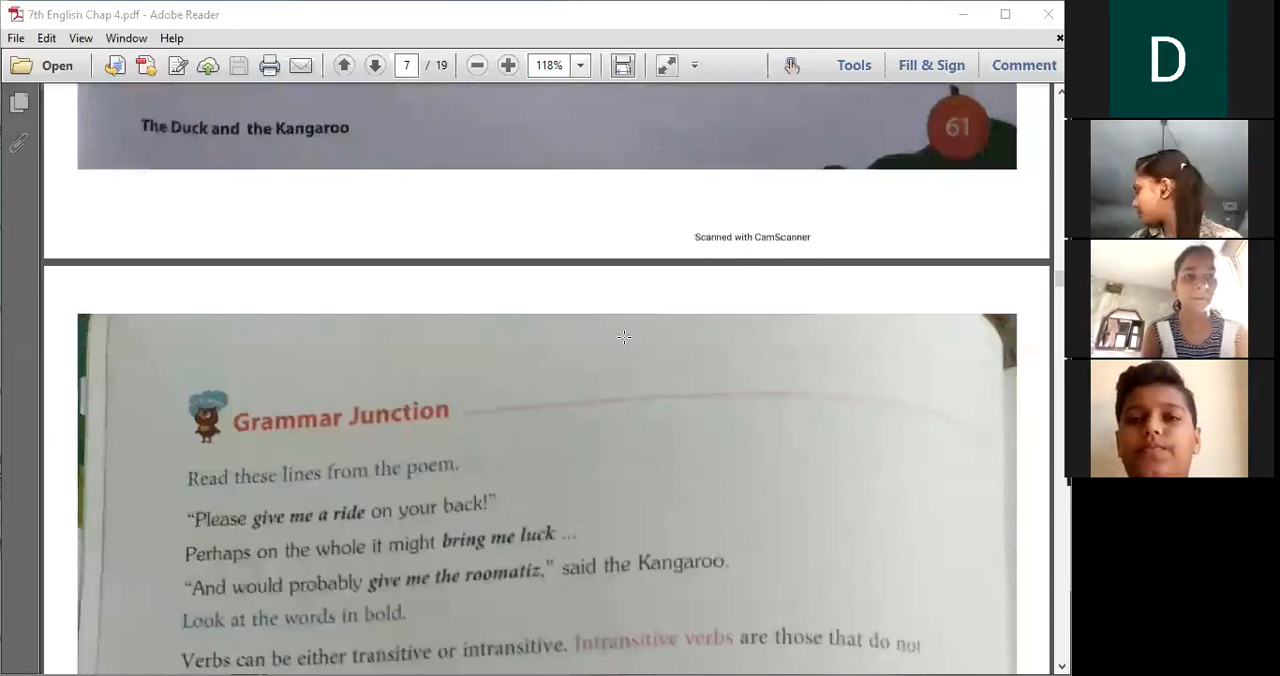 7th English Chap 4.pdf - Adobe Reader
File Edit View Window Help
Open 7 / 19 118% Tools Fill & Sign Comment
D
The Duck and the Kangaroo
61
Scanned with CamScanner
Grammar Junction
Read these lines from the poem.
“Please give me a ride on your back!”
Perhaps on the whole it might bring me luck ...
“And would probably give me the roomatiz,” said the Kangaroo.
Look at the words in bold.
Verbs can be either transitive or intransitive. Intransitive verbs are those that do not